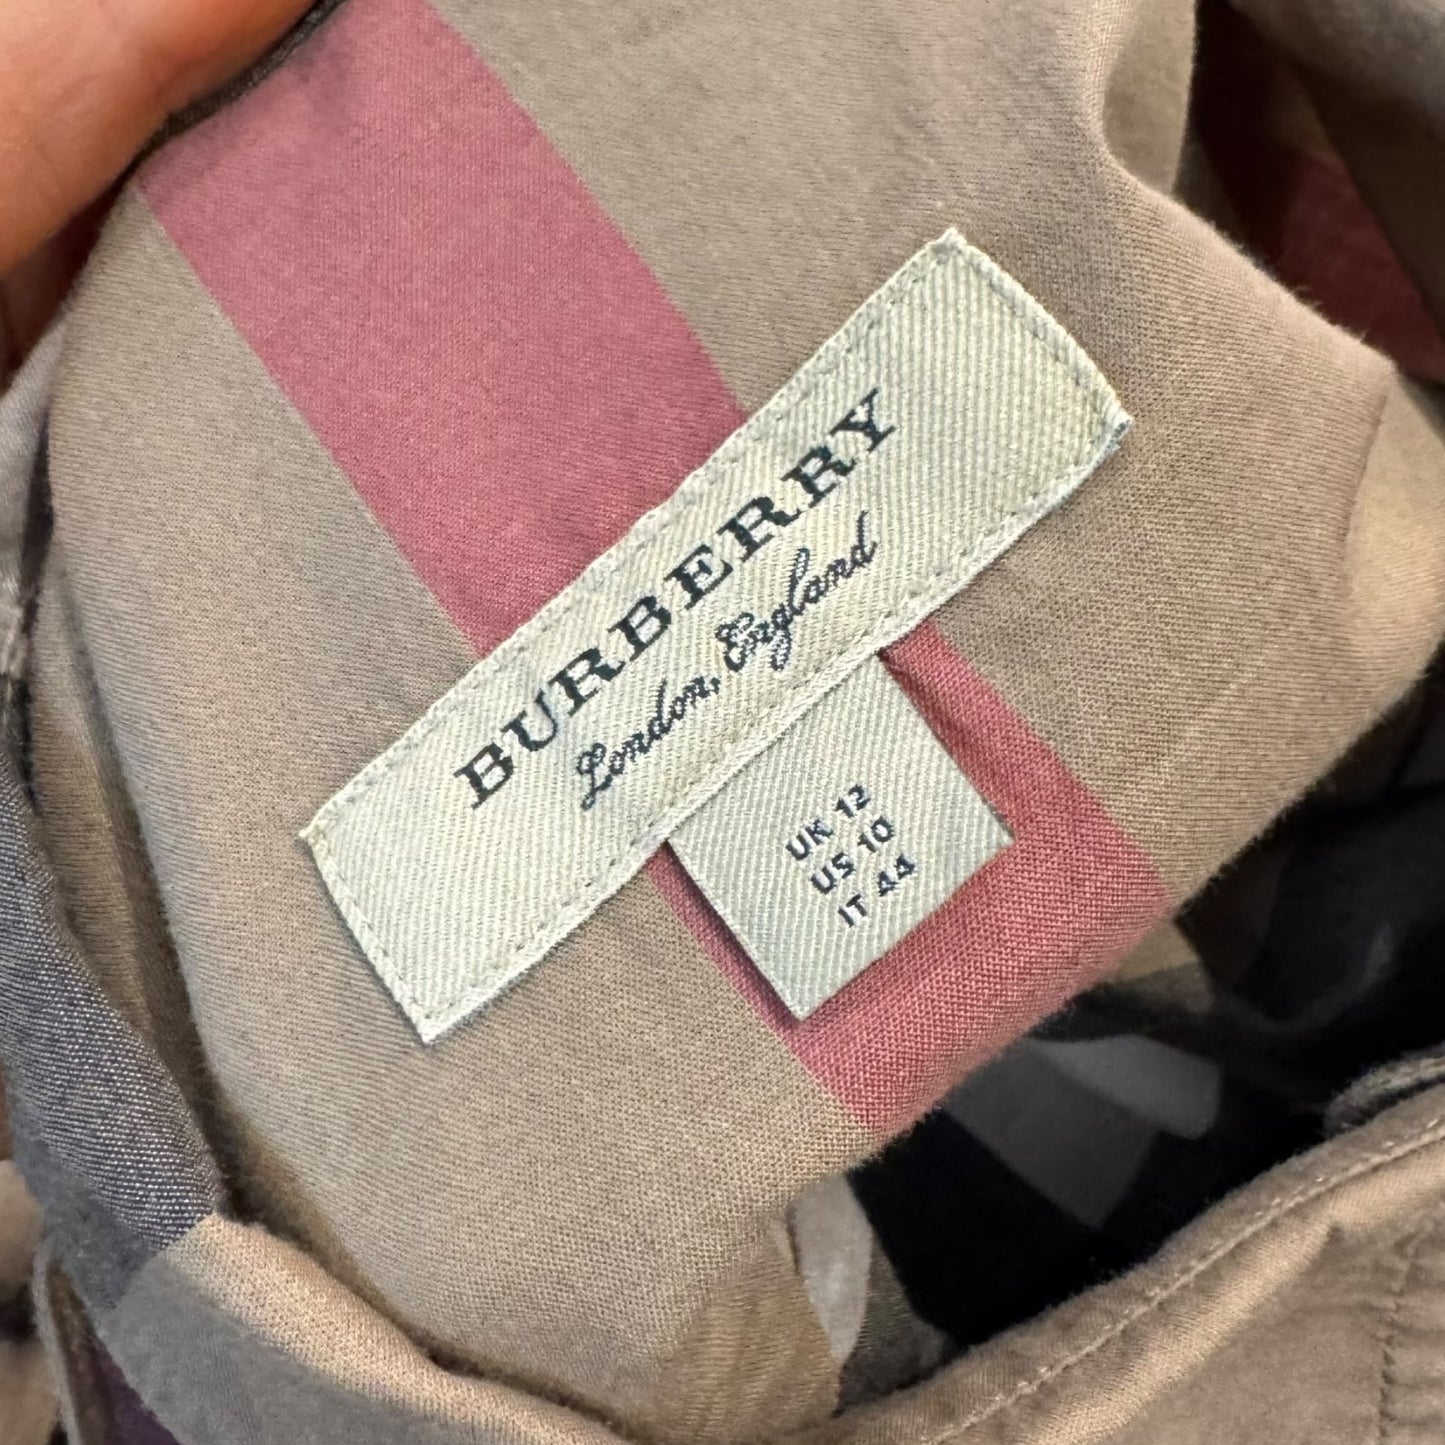 BURBERRY
London, England
UK 12
US 10
IT 44